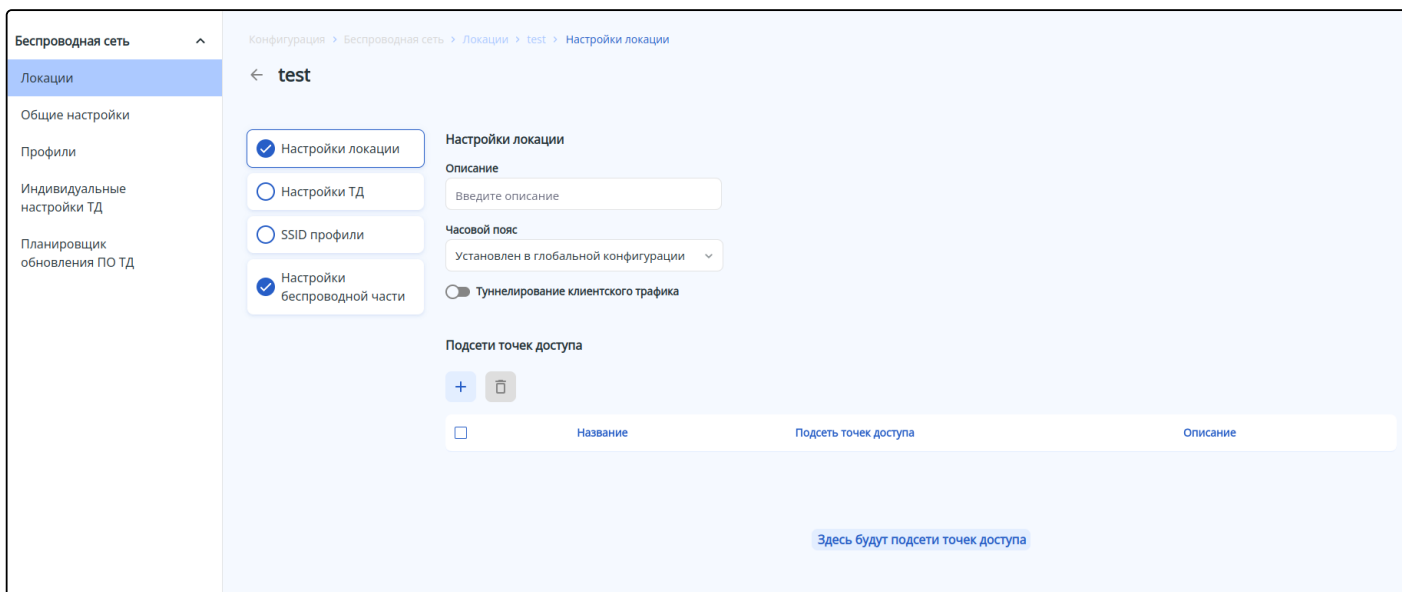 Беспроводная сеть
Локации
Общие настройки
Профили
Индивидуальные
настройки ТД
Планировщик
обновления ПО ТД
Конфигурация > Беспроводная сеть > Локации > test > Настройки локации
← test
Настройки локации
Настройки ТД
SSID профили
Настройки
беспроводной части
Настройки локации
Описание
Введите описание
Часовой пояс
Установлен в глобальной конфигурации
Туннелирование клиентского трафика
Подсети точек доступа
+
Название Подсеть точек доступа Описание
Здесь будут подсети точек доступа